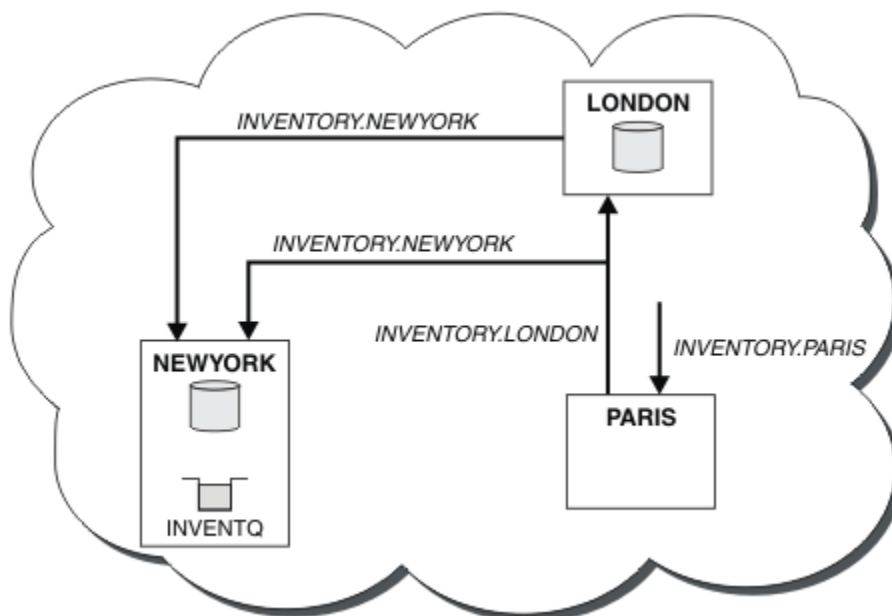 LONDON
INVENTORY.NEWYORK
INVENTORY.NEWYORK
INVENTORY.LONDON
INVENTORY.PARIS
NEWYORK
PARIS
INVENTQ